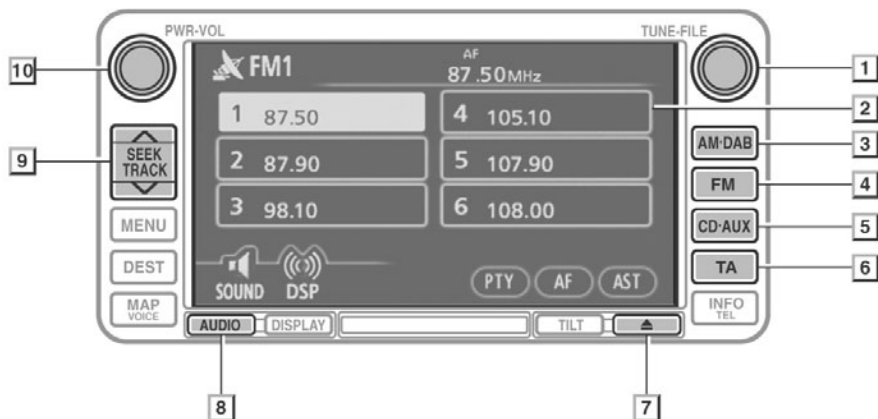 PWR-VOL
TUNE-FILE
10
1
FM1
AF
87.50MHz
2
1 87.50
4 105.10
9
SEEK
TRACK
AM·DAB
3
2 87.90
5 107.90
FM
4
3 98.10
6 108.00
MENU
CD·AUX
5
DEST
TA
6
SOUND
DSP
PTY
AF
AST
MAP
VOICE
INFO
TEL
AUDIO
DISPLAY
TILT
8
7